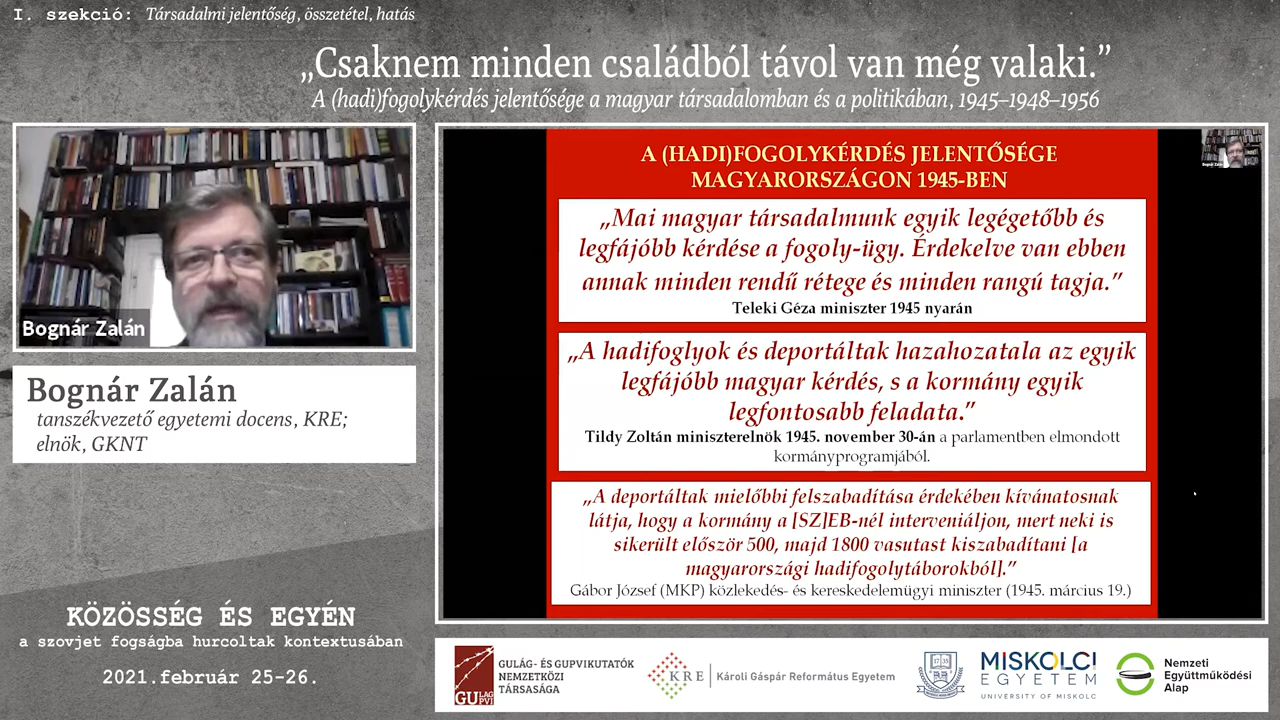 I. szekció: Társadalmi jelentőség, összetétel, hatás
„Csaknem minden családból távol van még valaki.”
A (hadi)fogolykérdés jelentősége a magyar társadalomban és a politikában, 1945–1948–1956
Bognár Zalán
Bognár Zalán
tanszékvezető egyetemi docens, KRE;
elnök, GKNT
A (HADI)FOGOLYKÉRDÉS JELENTŐSÉGE
MAGYARORSZÁGON 1945-BEN
„Mai magyar társadalmunk egyik legégetőbb és
legfájóbb kérdése a fogoly-ügy. Érdekelve van ebben
annak minden rendű rétege és minden rangú tagja.”
Teleki Géza miniszter 1945 nyarán
„A hadifoglyok és deportáltak hazahozatala az egyik
legfájóbb magyar kérdés, s a kormány egyik
legfontosabb feladata.”
Tildy Zoltán miniszterelnök 1945. november 30-án a parlamentben elmondott
kormányprogramjából.
„A deportáltak mielőbbi felszabadítása érdekében kívánatosnak
látja, hogy a kormány a [SZ]EB-nél interveniáljon, mert neki is
sikerült először 500, majd 1800 vasutast kiszabadítani [a
magyarországi hadifogolytáborokból].”
Gábor József (MKP) közlekedés- és kereskedelemügyi miniszter (1945. március 19.)
KÖZÖSSÉG ÉS EGYÉN
a szovjet fogságba hurcoltak kontextusában
2021.február 25-26.
GULÁG- ÉS GUPVIKUTATÓK
NEMZETKÖZI
TÁRSASÁGA
GULAG
PVI
KRE
Károli Gáspár Református Egyetem
17 35
MISKOLCI
EGYETEM
UNIVERSITY OF MISKOLC
Nemzeti
Együttműködési
Alap